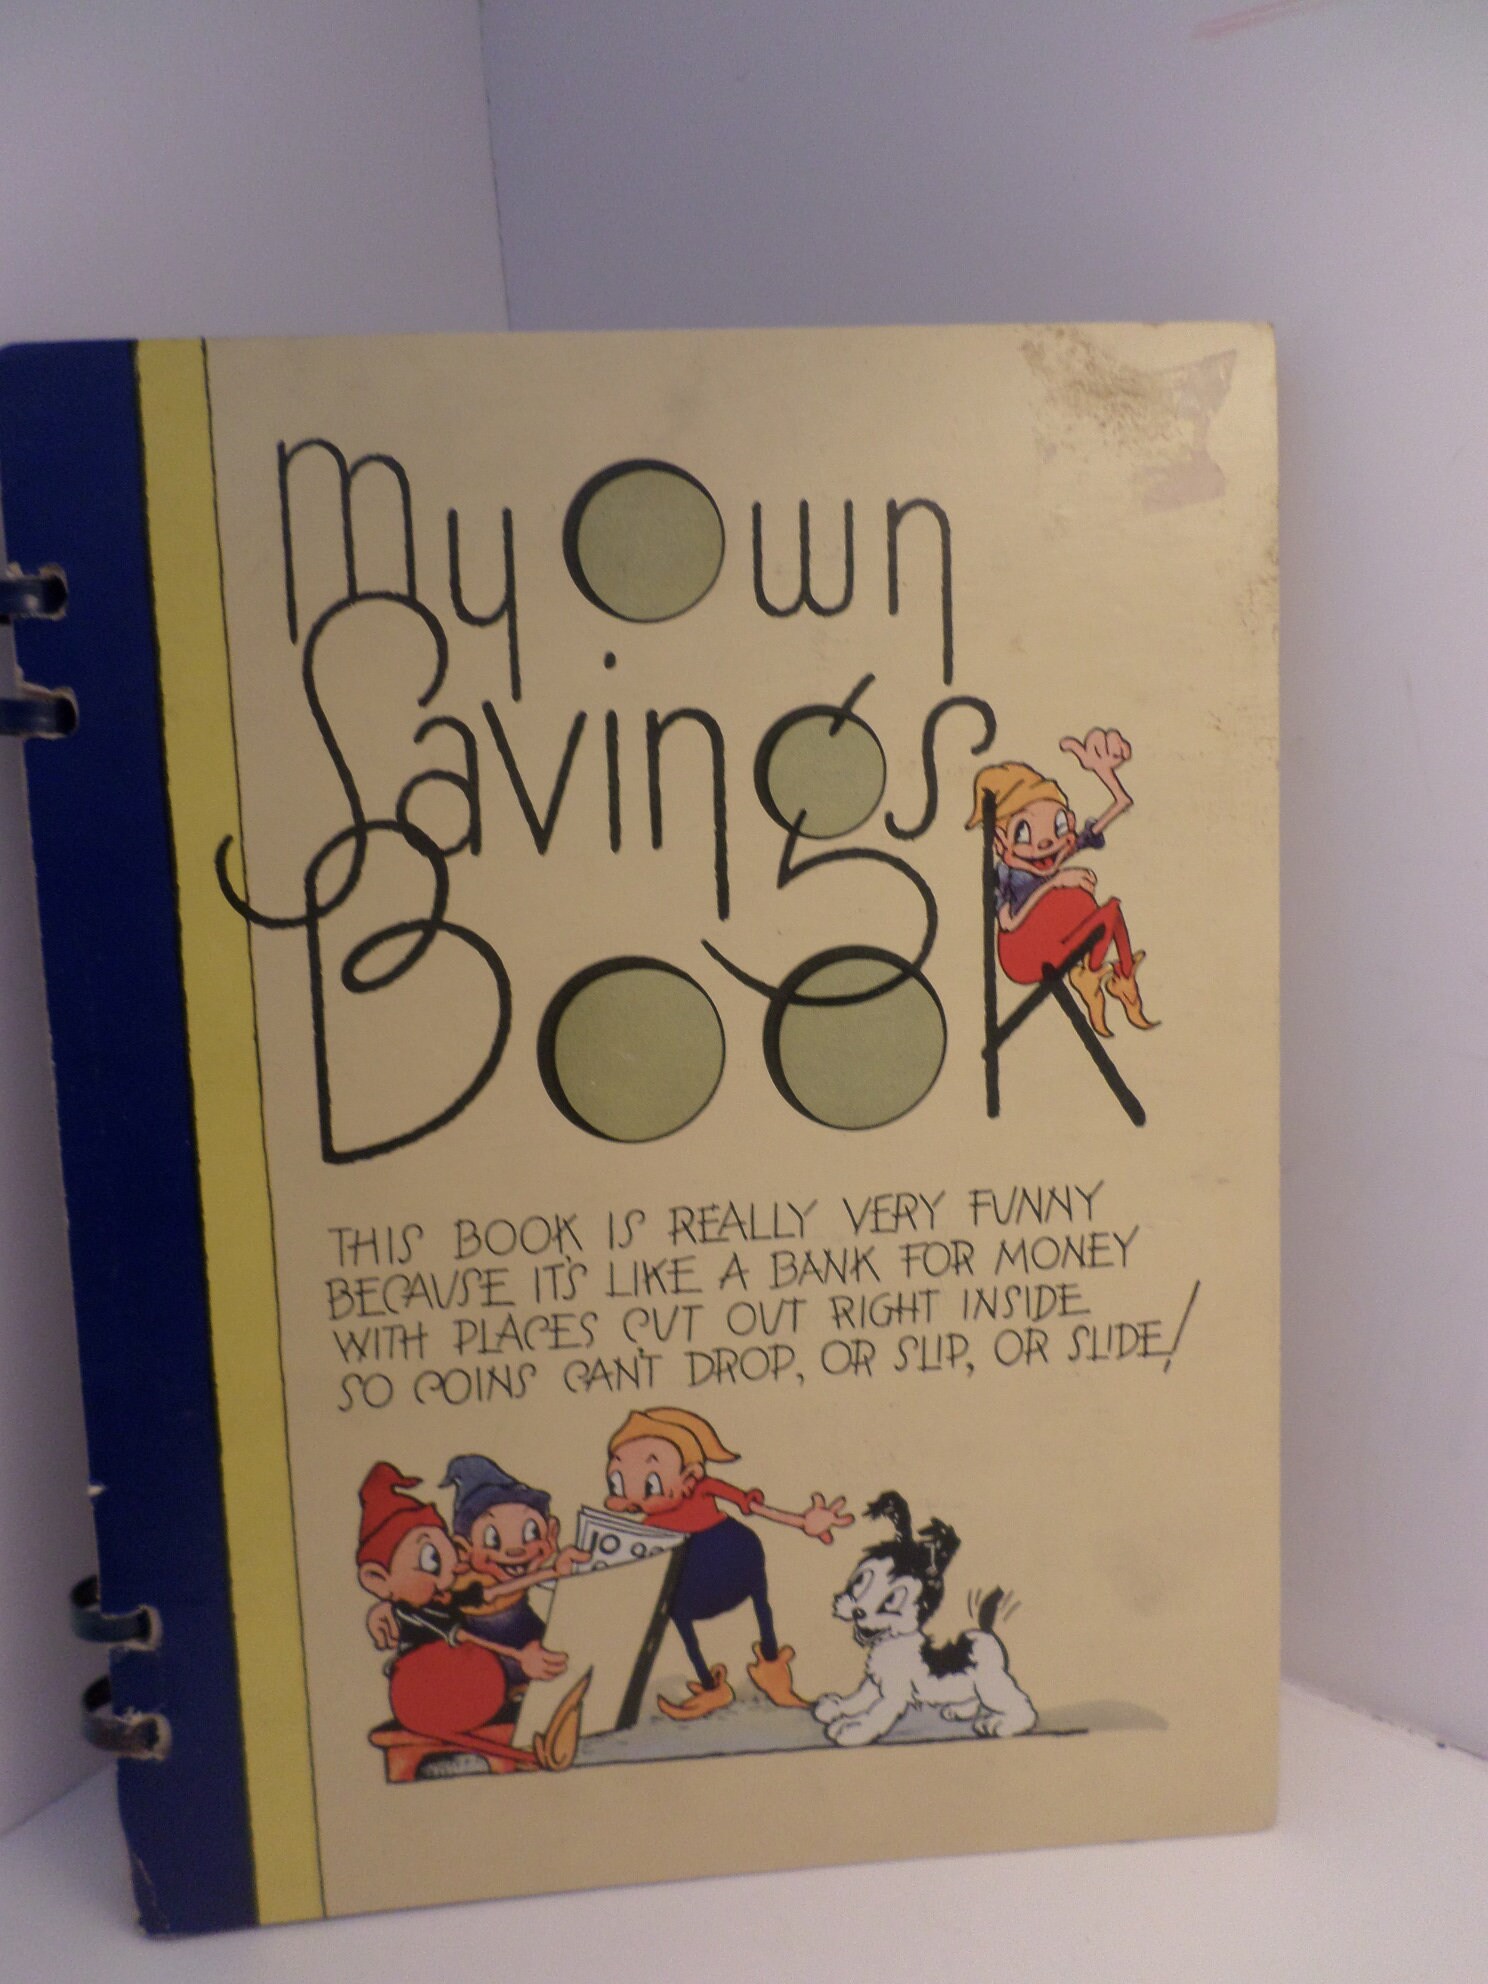 My Own
Savings
Book
THIS BOOK IS REALLY VERY FUNNY
BECAUSE IT'S LIKE A BANK FOR MONEY
WITH PLACES CUT OUT RIGHT INSIDE
SO COINS CAN'T DROP, OR SLIP, OR SLIDE!
10